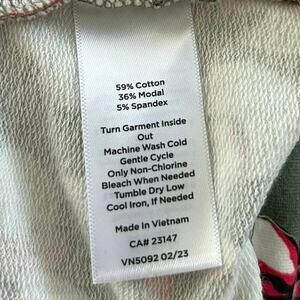 59% Cotton
36% Modal
5% Spandex
Turn Garment Inside
Out
Machine Wash Cold
Gentle Cycle
Only Non-Chlorine
Bleach When Needed
Tumble Dry Low
Cool Iron, If Needed
Made in Vietnam
CA# 23147
VN5092 02/23